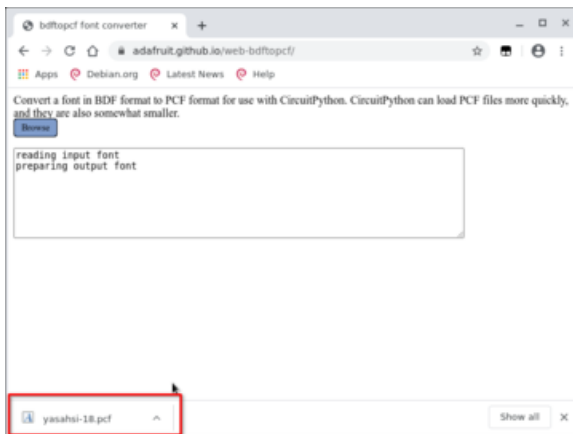 bdftopcf font converter
adafruit.github.io/web-bdftopcf/
Apps Debian.org Latest News Help
Convert a font in BDF format to PCF format for use with CircuitPython. CircuitPython can load PCF files more quickly,
and they are also somewhat smaller.
Browse
reading input font
preparing output font
yasahsi-18.pcf
Show all